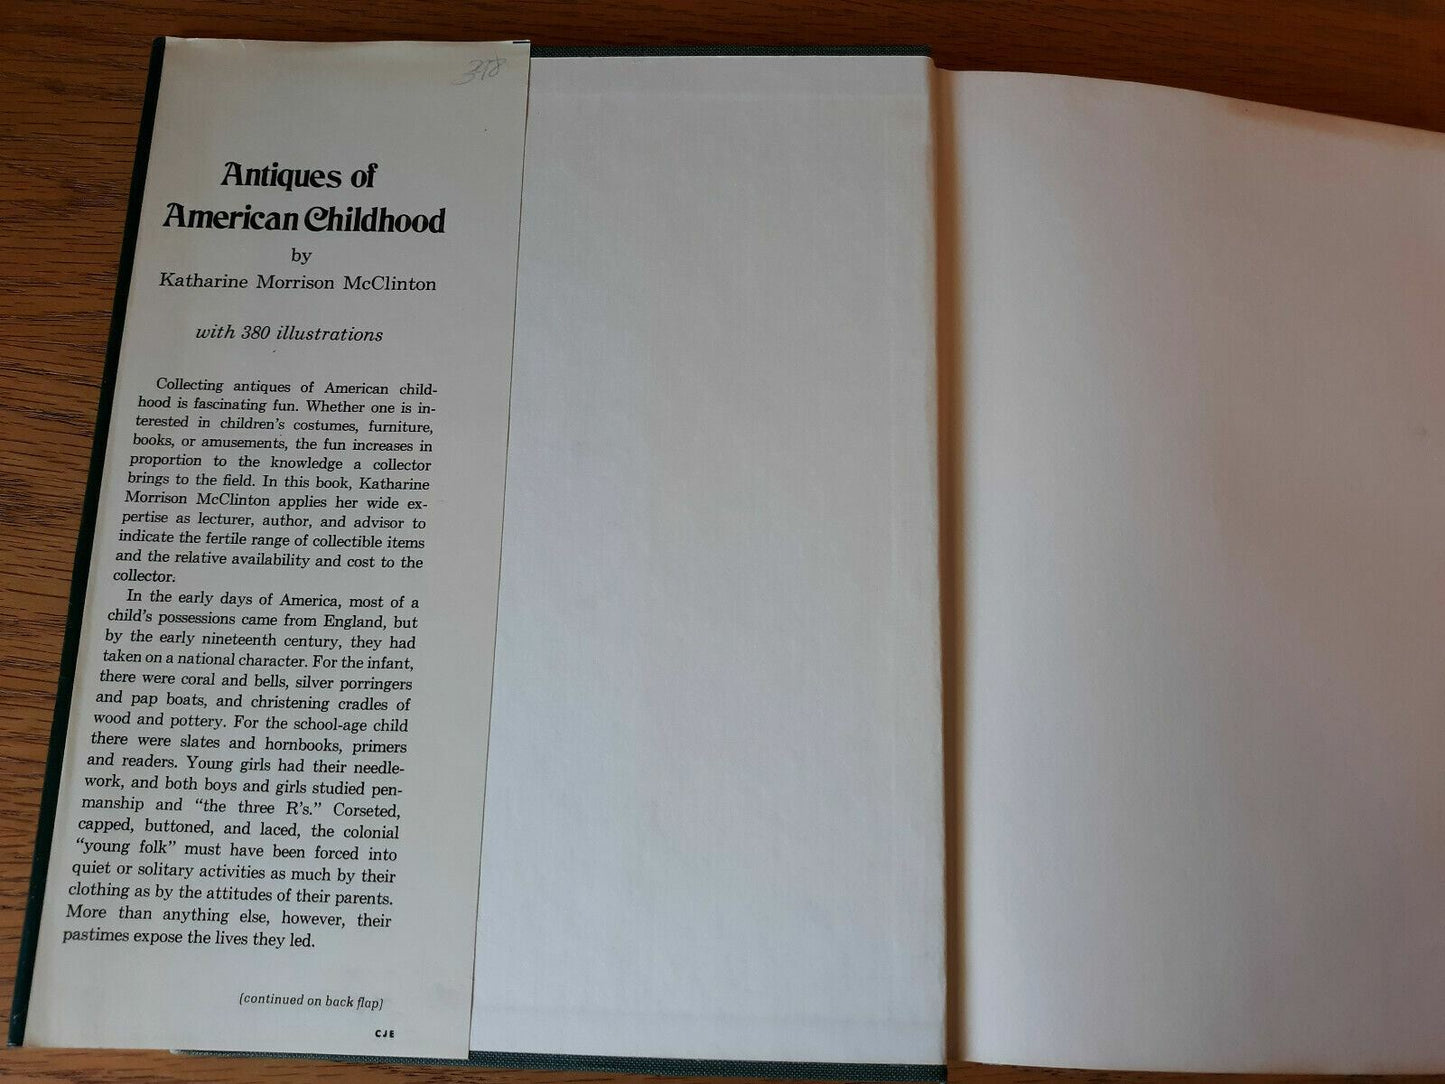 Antiques of
American Childhood
by
Katharine Morrison McClinton
with 380 illustrations
Collecting antiques of American child-
hood is fascinating fun. Whether one is in-
terested in children's costumes, furniture,
books, or amusements, the fun increases in
proportion to the knowledge a collector
brings to the field. In this book, Katharine
Morrison McClinton applies her wide ex-
pertise as lecturer, author, and advisor to
indicate the fertile range of collectible items
and the relative availability and cost to the
collector.
In the early days of America, most of a
child's possessions came from England, but
by the early nineteenth century, they had
taken on a national character. For the infant,
there were coral and bells, silver porringers
and pap boats, and christening cradles of
wood and pottery. For the school-age child
there were slates and hornbooks, primers
and readers. Young girls had their needle-
work, and both boys and girls studied pen-
manship and “the three R's.” Corseted,
capped, buttoned, and laced, the colonial
“young folk” must have been forced into
quiet or solitary activities as much by their
clothing as by the attitudes of their parents.
More than anything else, however, their
pastimes expose the lives they led.
(continued on back flap)
CJE